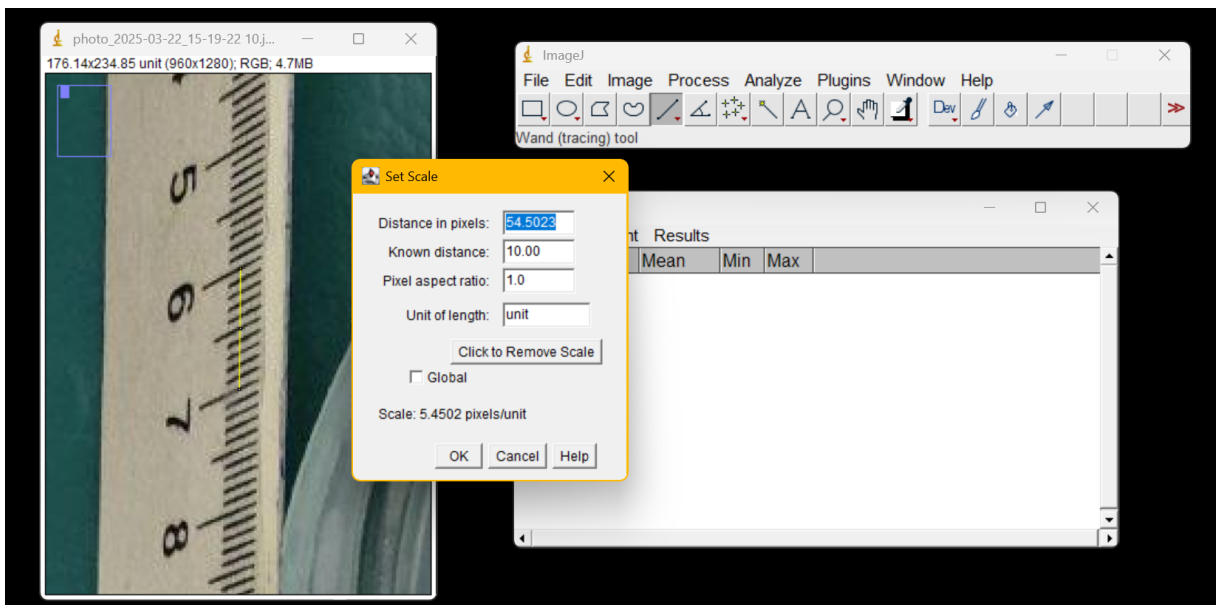 photo_2025-03-22_15-19-22 10.j...
176.14x234.85 unit (960x1280); RGB; 4.7MB
5
6
7
8
ImageJ
File Edit Image Process Analyze Plugins Window Help
Dev
Wand (tracing) tool
Set Scale
Distance in pixels: 54.5023
Known distance: 10.00
Pixel aspect ratio: 1.0
Unit of length: unit
Click to Remove Scale
Global
Scale: 5.4502 pixels/unit
OK Cancel Help
Results
Mean Min Max